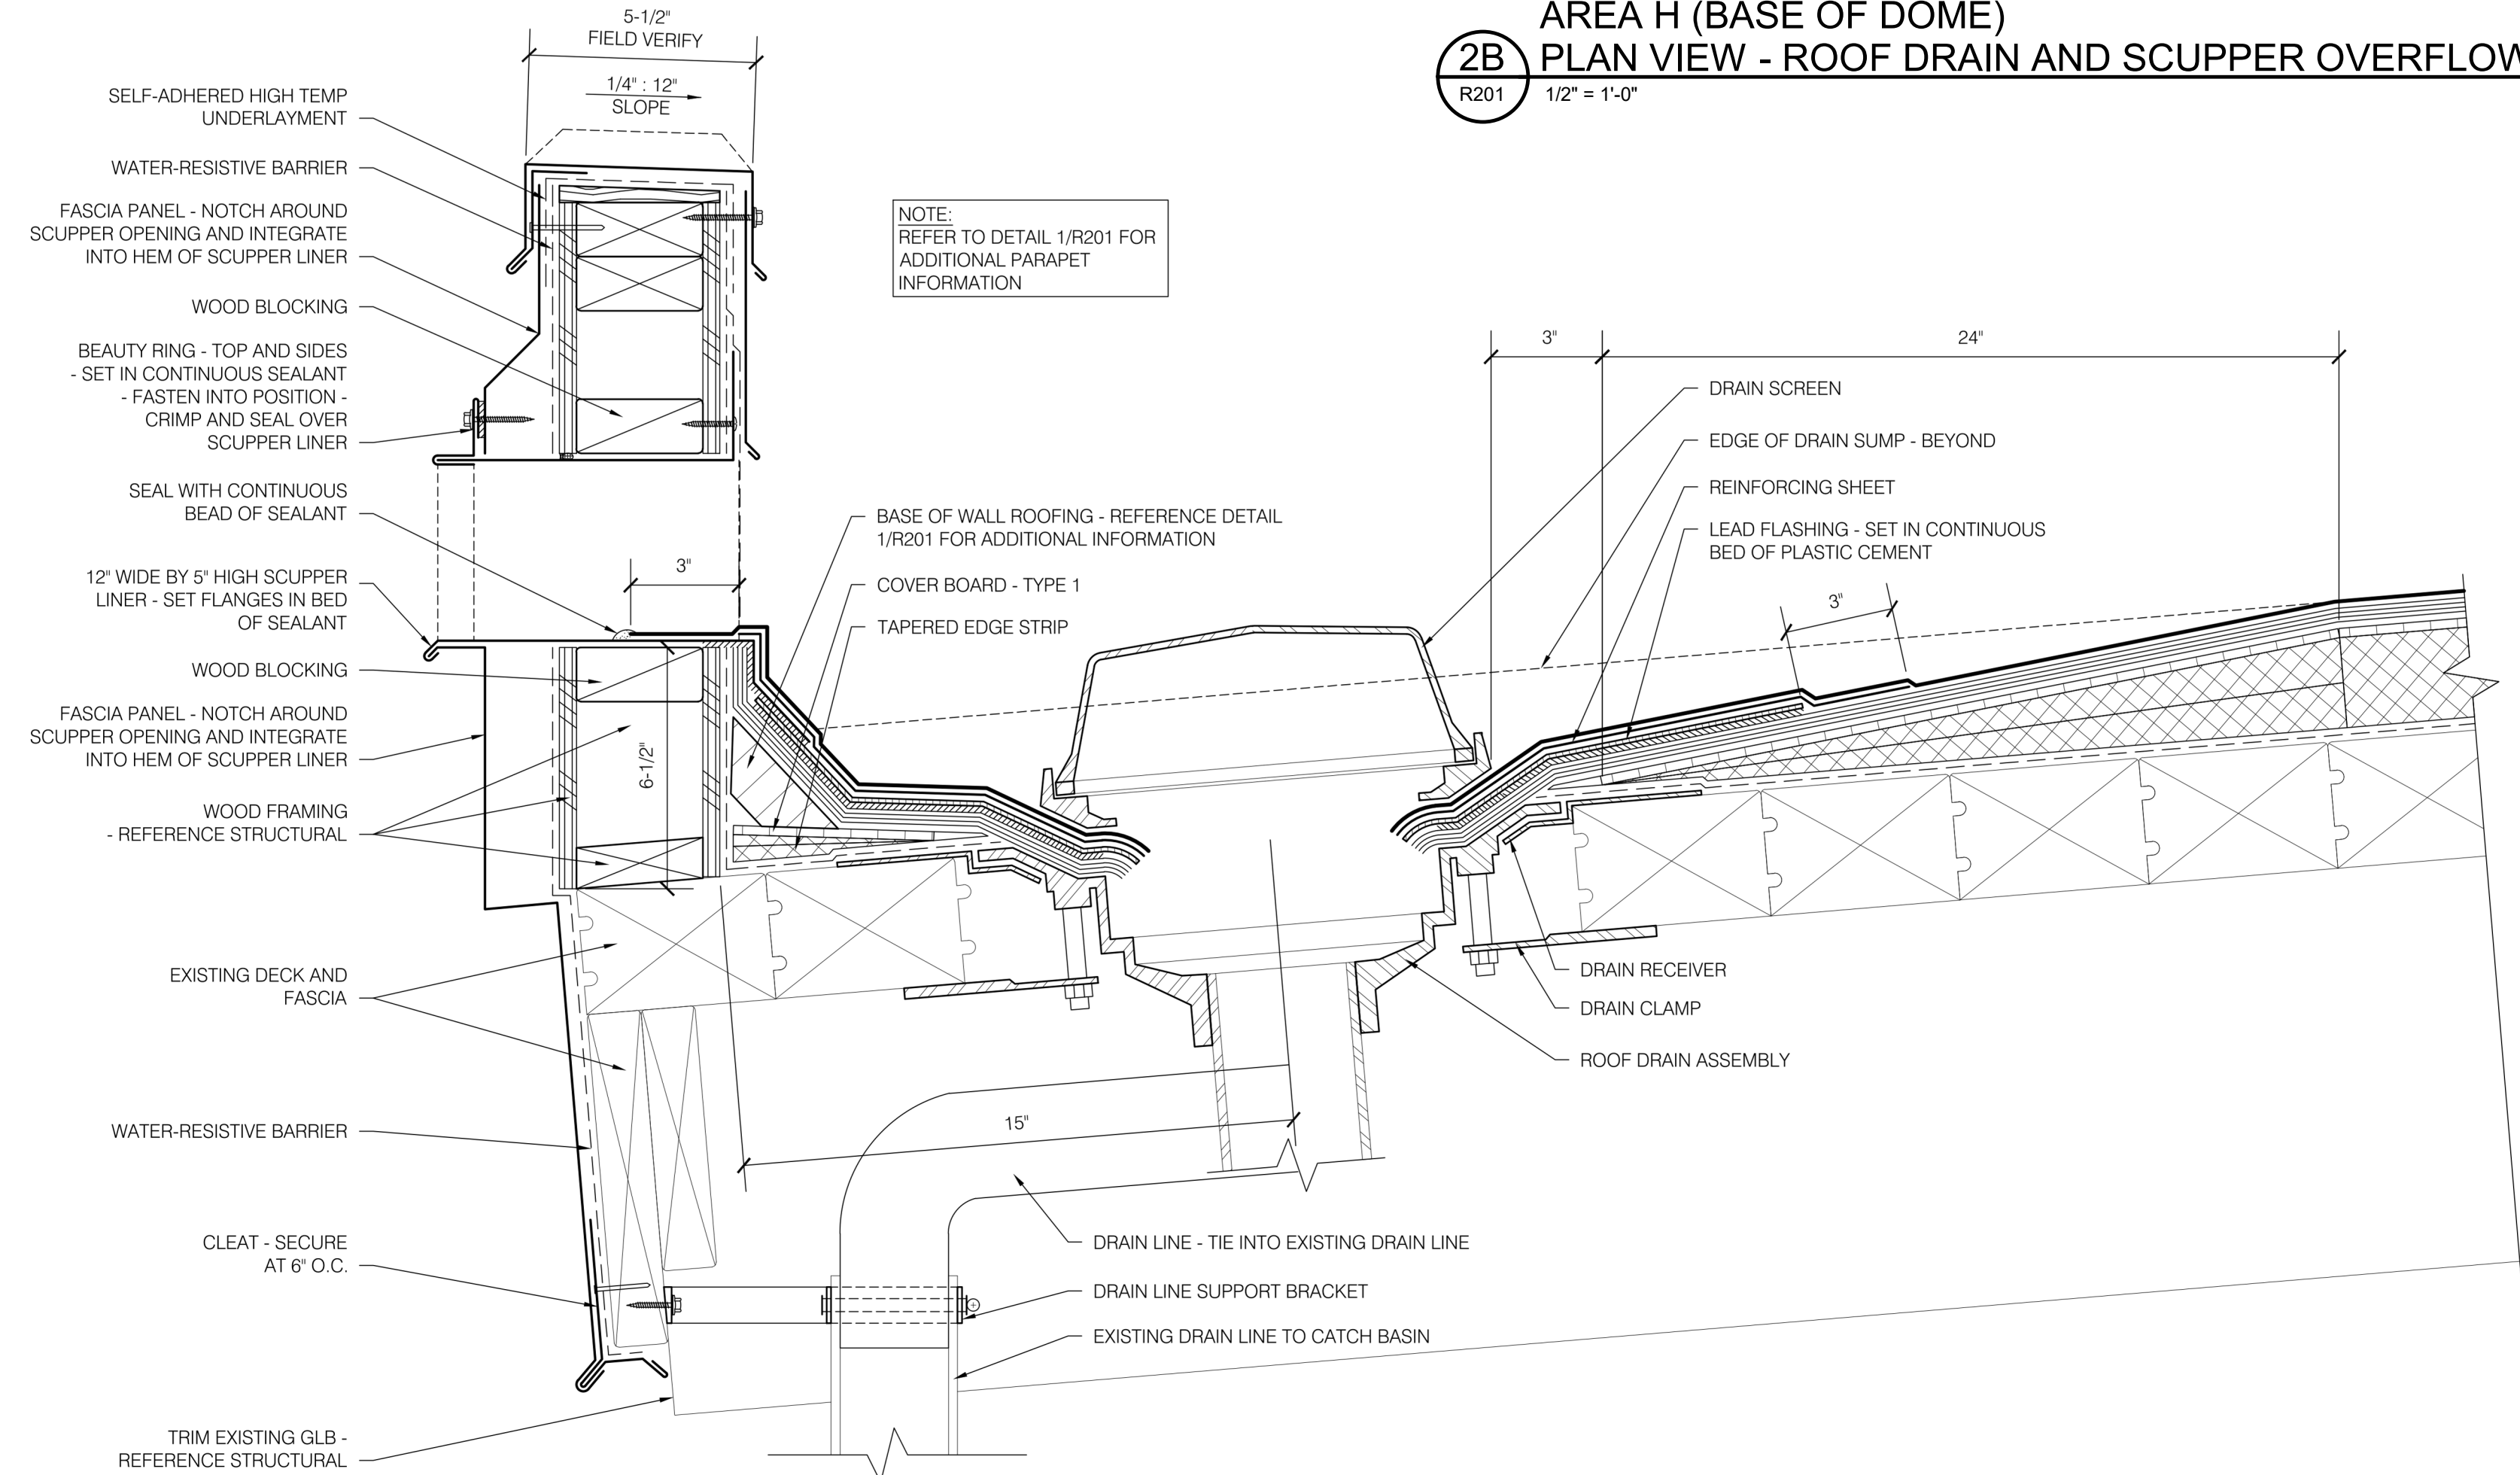 AREA H (BASE OF DOME)
2B
PLAN VIEW - ROOF DRAIN AND SCUPPER OVERFLOW
R201
1/2" = 1'-0"
5-1/2"
FIELD VERIFY
1/4" : 12"
SLOPE
SELF-ADHERED HIGH TEMP
UNDERLAYMENT
WATER-RESISTIVE BARRIER
FASCIA PANEL - NOTCH AROUND
SCUPPER OPENING AND INTEGRATE
INTO HEM OF SCUPPER LINER
WOOD BLOCKING
BEAUTY RING - TOP AND SIDES
- SET IN CONTINUOUS SEALANT
- FASTEN INTO POSITION -
CRIMP AND SEAL OVER
SCUPPER LINER
SEAL WITH CONTINUOUS
BEAD OF SEALANT
12" WIDE BY 5" HIGH SCUPPER
LINER - SET FLANGES IN BED
OF SEALANT
WOOD BLOCKING
FASCIA PANEL - NOTCH AROUND
SCUPPER OPENING AND INTEGRATE
INTO HEM OF SCUPPER LINER
WOOD FRAMING
- REFERENCE STRUCTURAL
EXISTING DECK AND
FASCIA
WATER-RESISTIVE BARRIER
CLEAT - SECURE
AT 6" O.C.
TRIM EXISTING GLB -
REFERENCE STRUCTURAL
NOTE:
REFER TO DETAIL 1/R201 FOR
ADDITIONAL PARAPET
INFORMATION
3"
6-1/2"
BASE OF WALL ROOFING - REFERENCE DETAIL
1/R201 FOR ADDITIONAL INFORMATION
COVER BOARD - TYPE 1
TAPERED EDGE STRIP
3"
24"
DRAIN SCREEN
EDGE OF DRAIN SUMP - BEYOND
REINFORCING SHEET
LEAD FLASHING - SET IN CONTINUOUS
BED OF PLASTIC CEMENT
3"
DRAIN RECEIVER
DRAIN CLAMP
ROOF DRAIN ASSEMBLY
15"
DRAIN LINE - TIE INTO EXISTING DRAIN LINE
DRAIN LINE SUPPORT BRACKET
EXISTING DRAIN LINE TO CATCH BASIN